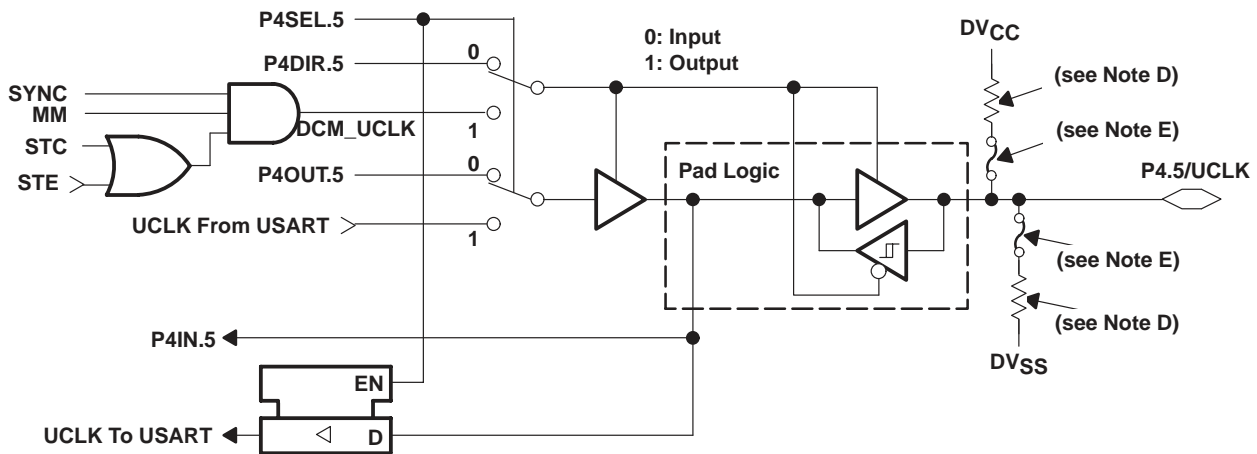 P4SEL.5
0
P4DIR.5
0: Input
1: Output
DVCC
(see Note D)
SYNC
MM
DCM_UCLK
1
STC
(see Note E)
STE
P4OUT.5
0
Pad Logic
P4.5/UCLK
UCLK From USART
1
(see Note E)
(see Note D)
P4IN.5
DVSS
EN
UCLK To USART
D